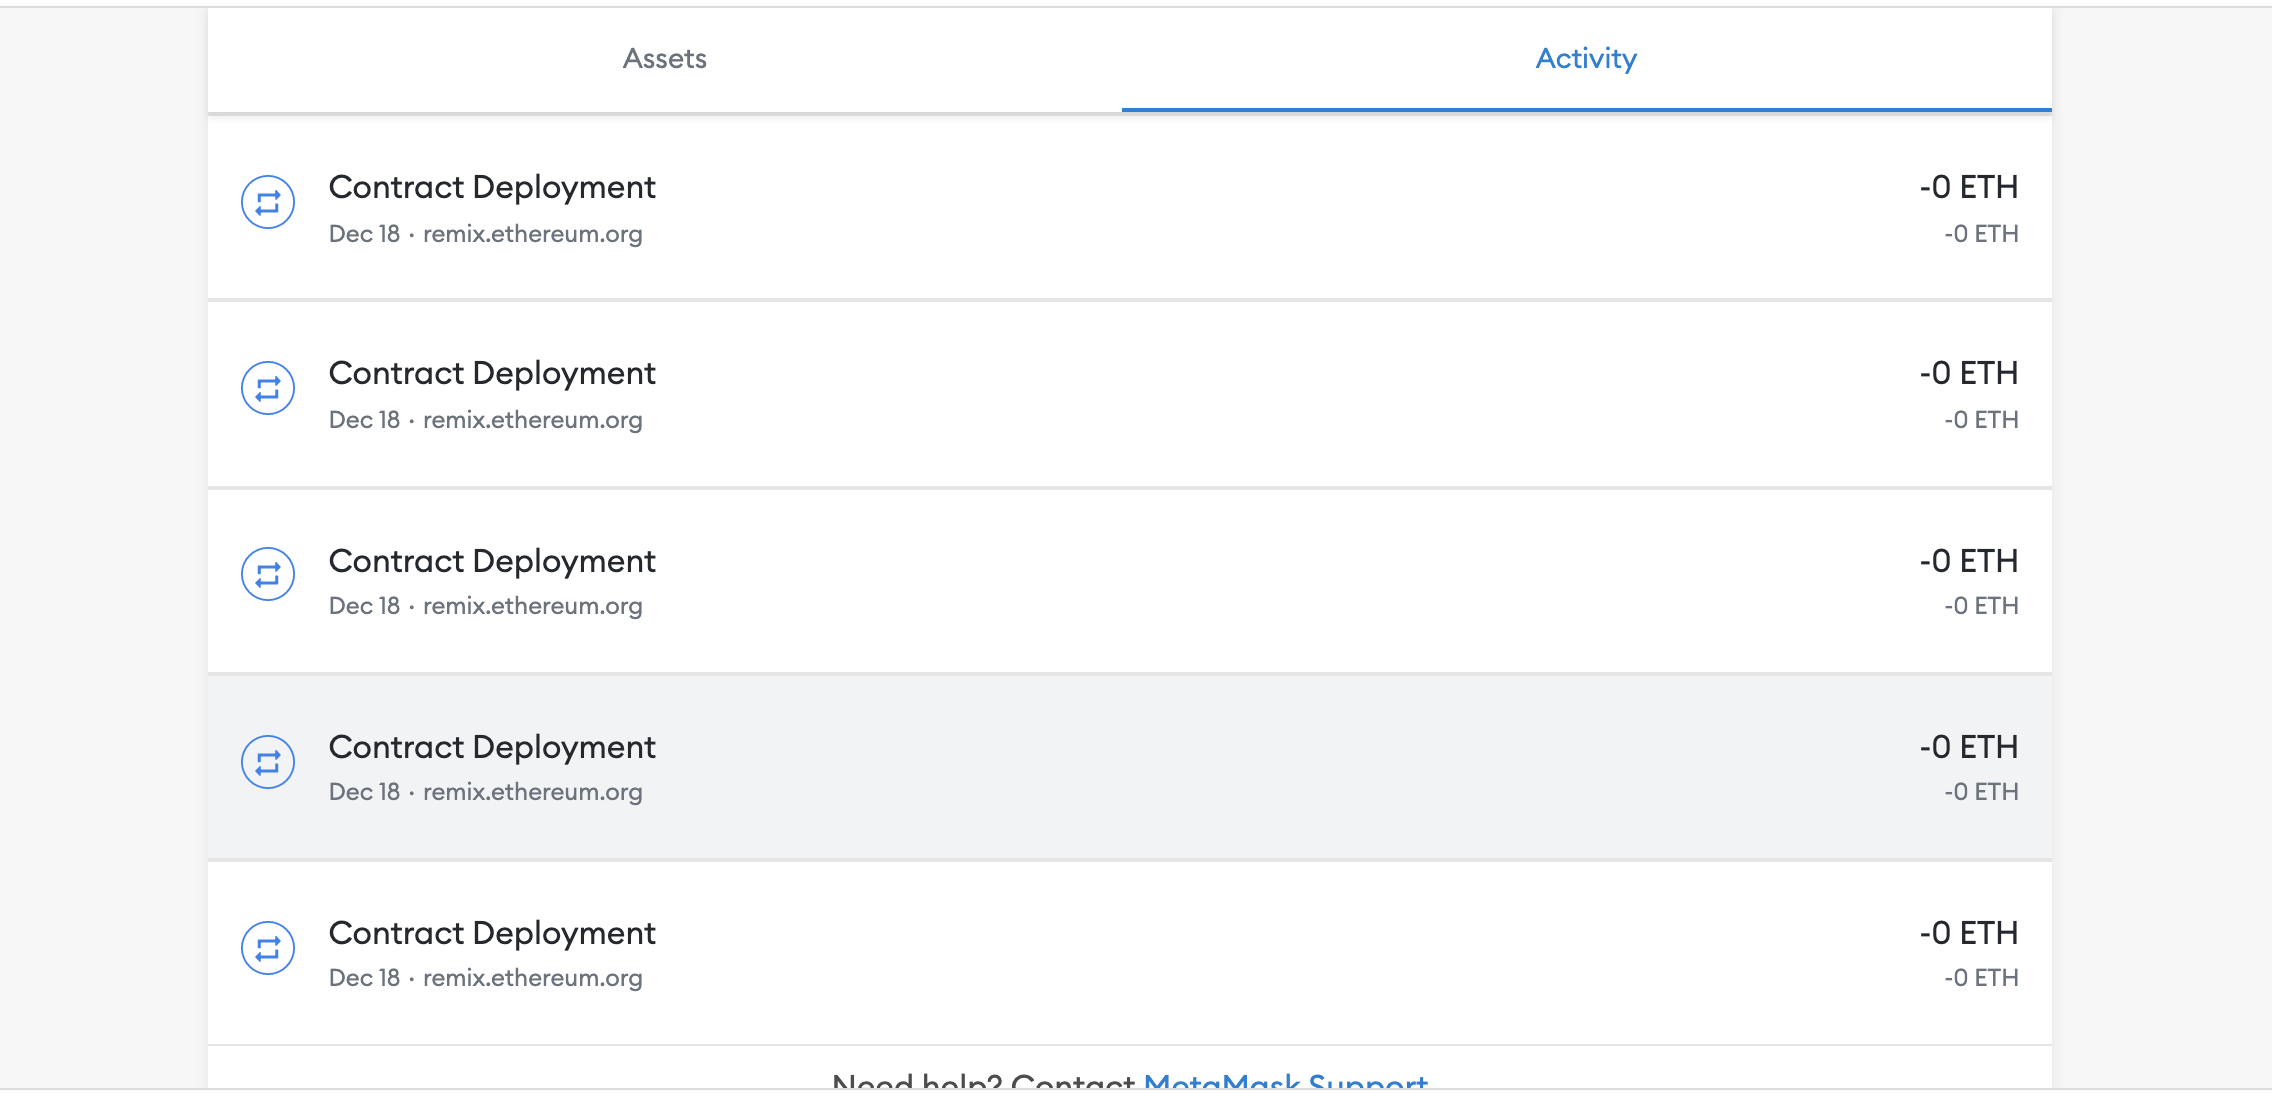 Assets
Activity
Contract Deployment
-0 ETH
Dec 18 · remix.ethereum.org
-0 ETH
Contract Deployment
-0 ETH
Dec 18 · remix.ethereum.org
-0 ETH
Contract Deployment
-0 ETH
Dec 18 · remix.ethereum.org
-0 ETH
Contract Deployment
-0 ETH
Dec 18 · remix.ethereum.org
-0 ETH
Contract Deployment
-0 ETH
Dec 18 · remix.ethereum.org
-0 ETH
Need help? Contact MetaMask Support